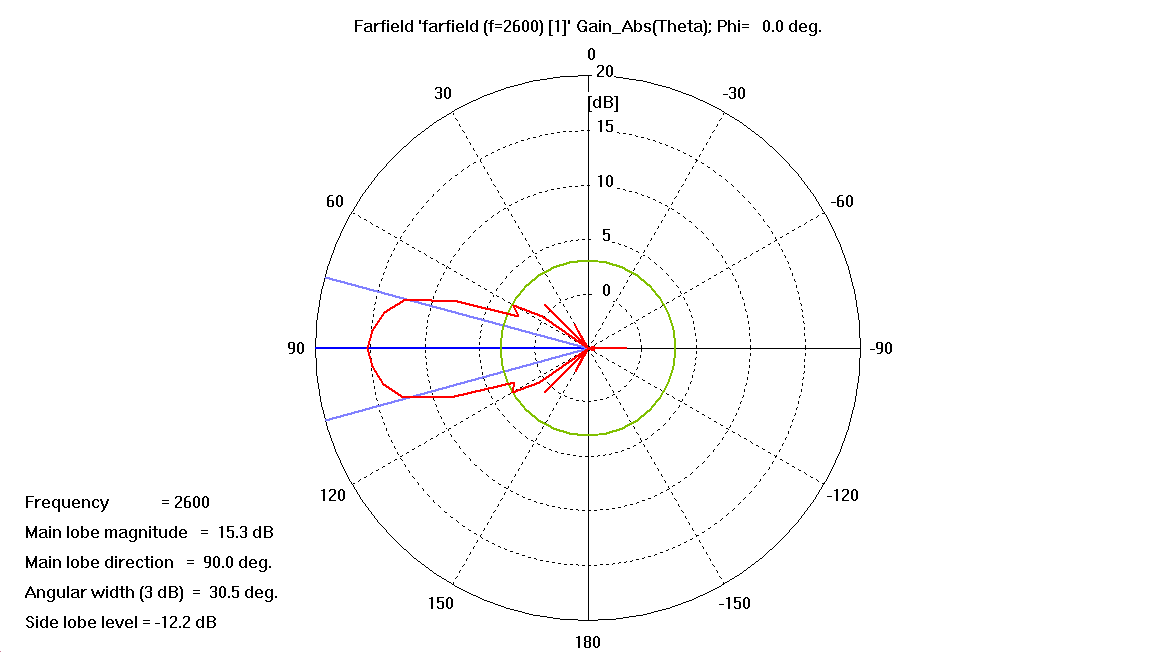 Farfield 'farfield (f=2600) [1]' Gain_Abs(Theta); Phi= 0.0 deg.
0
20
30
-30
[dB]
15
10
60
-60
5
0
90
-90
120
-120
Frequency = 2600
Main lobe magnitude = 15.3 dB
Main lobe direction = 90.0 deg.
Angular width (3 dB) = 30.5 deg.
150
-150
Side lobe level = -12.2 dB
180